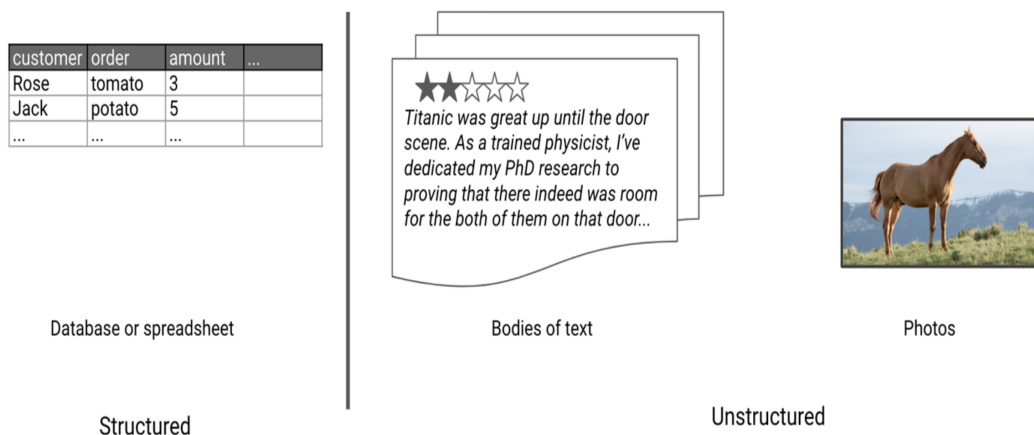 customer order amount ...
Rose tomato 3
Jack potato 5
... ... ...
Titanic was great up until the door
scene. As a trained physicist, I've
dedicated my PhD research to
proving that there indeed was room
for the both of them on that door...
Database or spreadsheet
Bodies of text
Photos
Structured
Unstructured